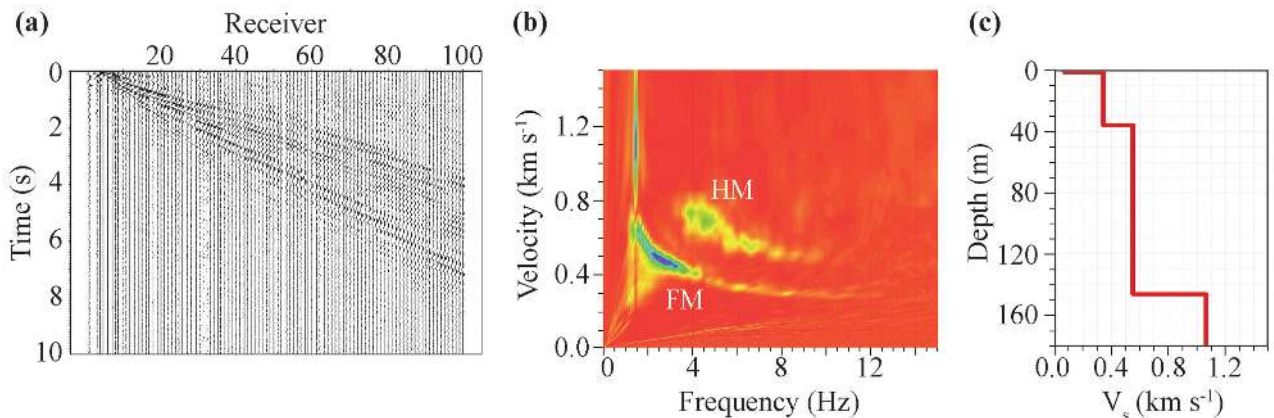 (a)
Receiver
20 40 60 80 100
0
2
4
6
8
10
Time (s)
(b)
1.2
0.8
0.4
0.0
Velocity (km s⁻¹)
HM
FM
0 4 8 12
Frequency (Hz)
(c)
0
40
80
120
160
Depth (m)
0.0 0.4 0.8 1.2
Vₛ (km s⁻¹)